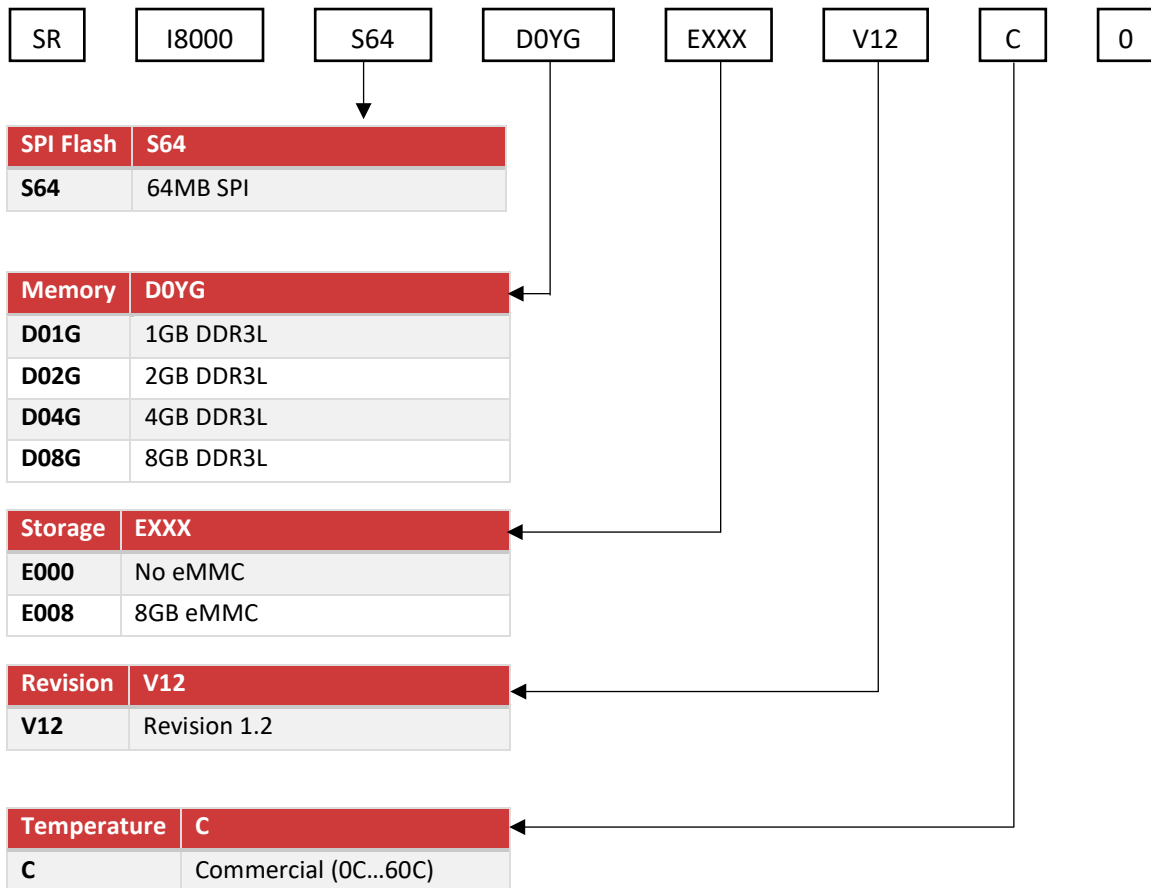 SR I8000 S64 D0YG EXXX V12 C 0
SPI Flash S64
S64 64MB SPI
Memory D0YG
D01G 1GB DDR3L
D02G 2GB DDR3L
D04G 4GB DDR3L
D08G 8GB DDR3L
Storage EXXX
E000 No eMMC
E008 8GB eMMC
Revision V12
V12 Revision 1.2
Temperature C
C Commercial (0C…60C)